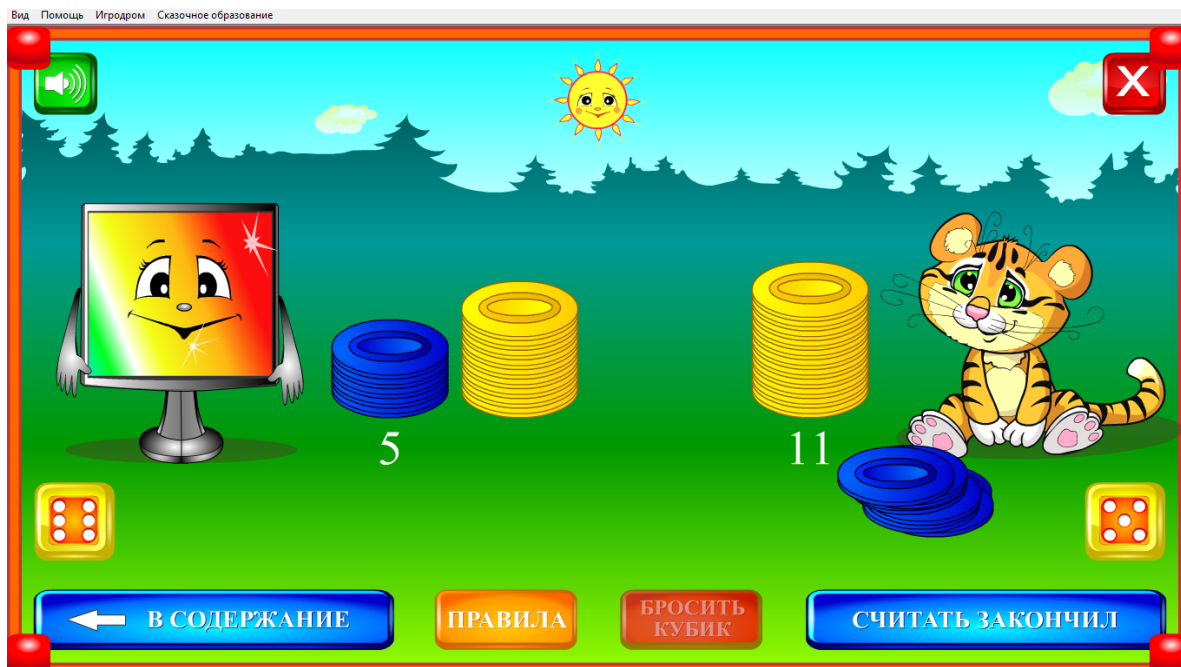 Вид Помощь Игродром Сказочное образование
X
5
11
В СОДЕРЖАНИЕ
ПРАВИЛА
БРОСИТЬ
КУБИК
СЧИТАТЬ ЗАКОНЧИЛ